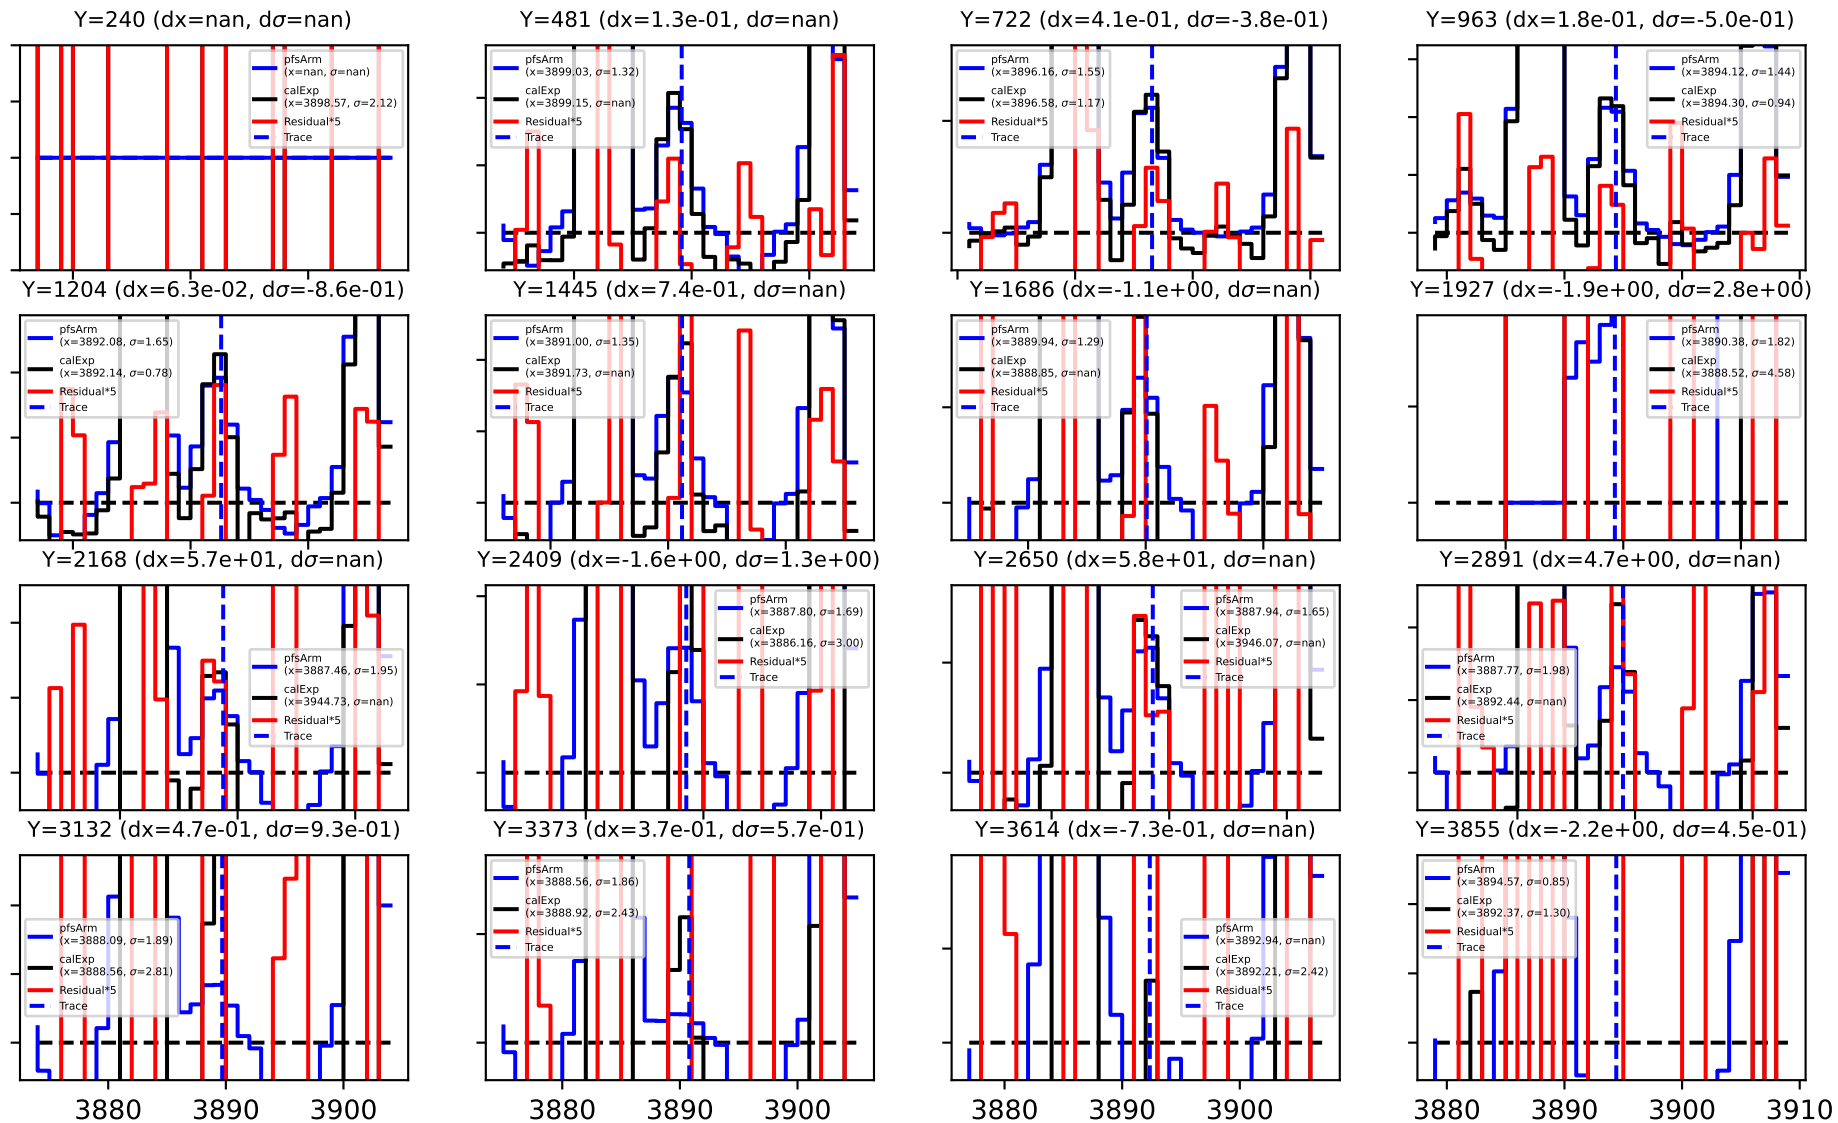 Y=240 (dx=nan, dσ=nan)
pfsArm
(x=nan, σ=nan)
calExp
(x=3898.57, σ=2.12)
Residual*5
Trace
Y=481 (dx=1.3e-01, dσ=nan)
pfsArm
(x=3899.03, σ=1.32)
calExp
(x=3899.15, σ=nan)
Residual*5
Trace
Y=722 (dx=4.1e-01, dσ=-3.8e-01)
pfsArm
(x=3896.16, σ=1.55)
calExp
(x=3896.58, σ=1.17)
Residual*5
Trace
Y=963 (dx=1.8e-01, dσ=-5.0e-01)
pfsArm
(x=3894.12, σ=1.44)
calExp
(x=3894.30, σ=0.94)
Residual*5
Trace
Y=1204 (dx=6.3e-02, dσ=-8.6e-01)
pfsArm
(x=3892.08, σ=1.65)
calExp
(x=3892.14, σ=0.78)
Residual*5
Trace
Y=1445 (dx=7.4e-01, dσ=nan)
pfsArm
(x=3891.00, σ=1.35)
calExp
(x=3891.73, σ=nan)
Residual*5
Trace
Y=1686 (dx=-1.1e+00, dσ=nan)
pfsArm
(x=3889.94, σ=1.29)
calExp
(x=3888.85, σ=nan)
Residual*5
Trace
Y=1927 (dx=-1.9e+00, dσ=2.8e+00)
pfsArm
(x=3890.38, σ=1.82)
calExp
(x=3888.52, σ=4.58)
Residual*5
Trace
Y=2168 (dx=5.7e+01, dσ=nan)
pfsArm
(x=3887.46, σ=1.95)
calExp
(x=3944.73, σ=nan)
Residual*5
Trace
Y=2409 (dx=-1.6e+00, dσ=1.3e+00)
pfsArm
(x=3887.80, σ=1.69)
calExp
(x=3886.16, σ=3.00)
Residual*5
Trace
Y=2650 (dx=5.8e+01, dσ=nan)
pfsArm
(x=3887.94, σ=1.65)
calExp
(x=3946.07, σ=nan)
Residual*5
Trace
Y=2891 (dx=4.7e+00, dσ=nan)
pfsArm
(x=3887.77, σ=1.98)
calExp
(x=3892.44, σ=nan)
Residual*5
Trace
Y=3132 (dx=4.7e-01, dσ=9.3e-01)
pfsArm
(x=3888.09, σ=1.89)
calExp
(x=3888.56, σ=2.81)
Residual*5
Trace
3880 3890 3900
Y=3373 (dx=3.7e-01, dσ=5.7e-01)
pfsArm
(x=3888.56, σ=1.86)
calExp
(x=3888.92, σ=2.43)
Residual*5
Trace
3880 3890 3900
Y=3614 (dx=-7.3e-01, dσ=nan)
pfsArm
(x=3892.94, σ=nan)
calExp
(x=3892.21, σ=2.42)
Residual*5
Trace
3880 3890 3900
Y=3855 (dx=-2.2e+00, dσ=4.5e-01)
pfsArm
(x=3894.57, σ=0.85)
calExp
(x=3892.37, σ=1.30)
Residual*5
Trace
3880 3890 3900 3910